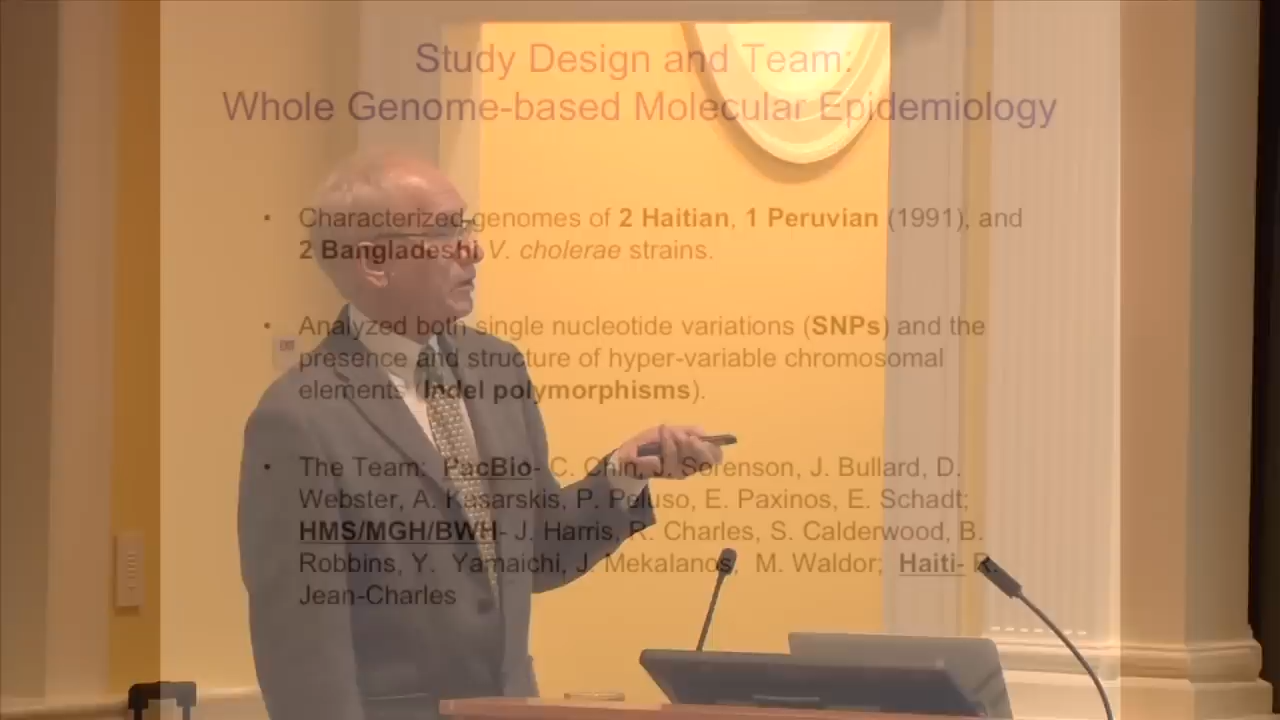 Study Design and Team:
Whole Genome-based Molecular Epidemiology
• Characterized genomes of 2 Haitian, 1 Peruvian (1991), and
2 Bangladeshi V. cholerae strains.
• Analyzed both single nucleotide variations (SNPs) and the
presence and structure of hyper-variable chromosomal
elements (Indel polymorphisms).
• The Team: PacBio- C. Chin, J. Sorenson, J. Bullard, D.
Webster, A. Kasarskis, P. Peluso, E. Paxinos, E. Schadt;
HMS/MGH/BWH- J. Harris, R. Charles, S. Calderwood, B.
Robbins, Y. Yamaichi, J. Mekalanos, M. Waldor; Haiti- R.
Jean-Charles